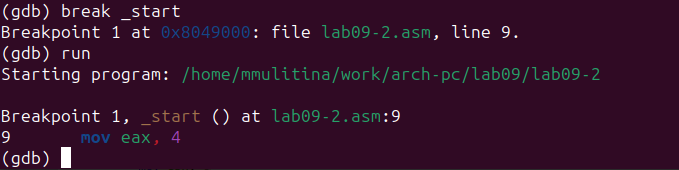 (gdb) break _start
Breakpoint 1 at 0x8049000: file lab09-2.asm, line 9.
(gdb) run
Starting program: /home/mmulitina/work/arch-pc/lab09/lab09-2

Breakpoint 1, _start () at lab09-2.asm:9
9	mov eax, 4
(gdb)